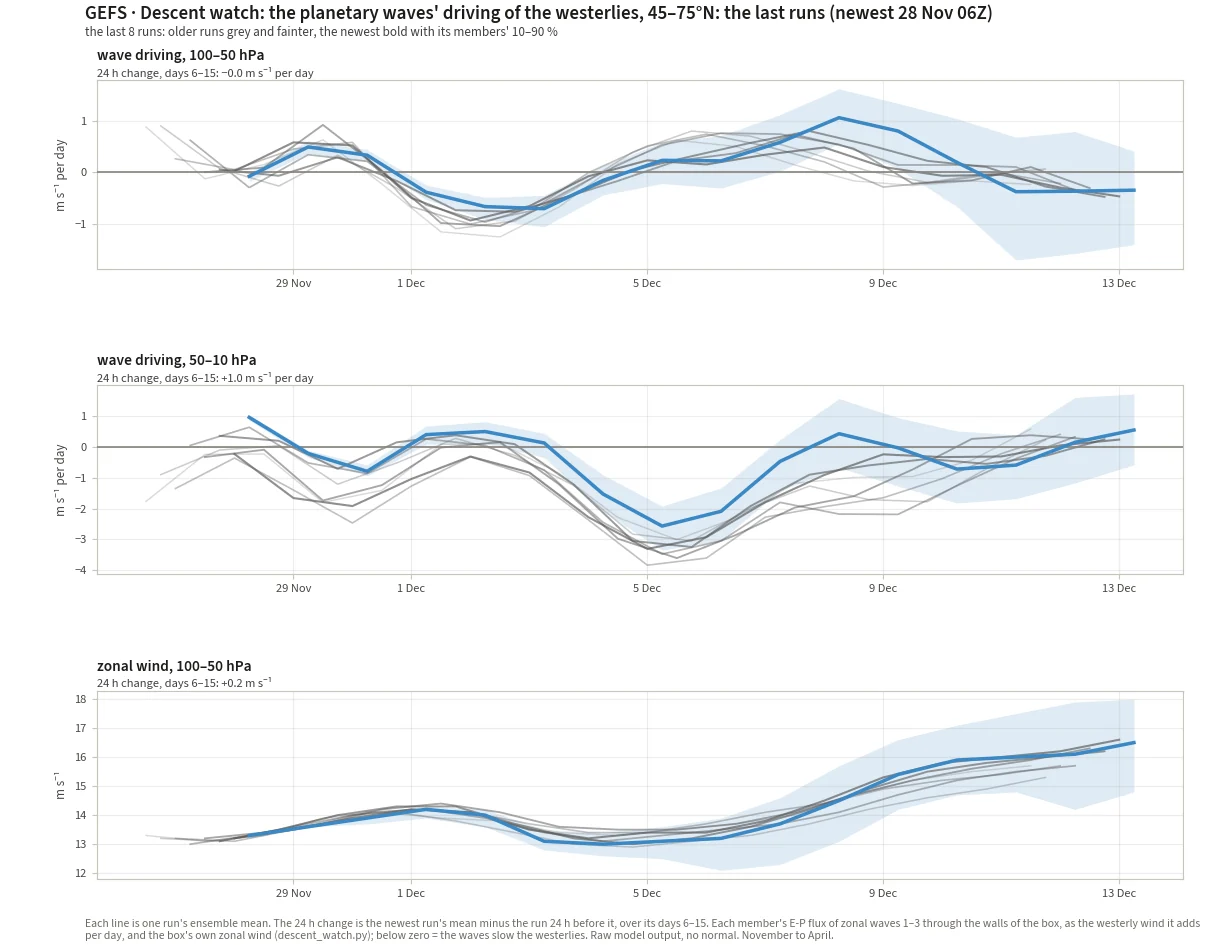 GEFS · Descent watch: the planetary waves' driving of the westerlies, 45–75°N: the last runs (newest 28 Nov 06Z)
the last 8 runs: older runs grey and fainter, the newest bold with its members' 10–90 %
wave driving, 100–50 hPa
24 h change, days 6–15: −0.0 m s⁻¹ per day
m s⁻¹ per day
1
0
−1
29 Nov
1 Dec
5 Dec
9 Dec
13 Dec
wave driving, 50–10 hPa
24 h change, days 6–15: +1.0 m s⁻¹ per day
m s⁻¹ per day
1
0
−1
−2
−3
−4
29 Nov
1 Dec
5 Dec
9 Dec
13 Dec
zonal wind, 100–50 hPa
24 h change, days 6–15: +0.2 m s⁻¹
m s⁻¹
18
17
16
15
14
13
12
29 Nov
1 Dec
5 Dec
9 Dec
13 Dec
Each line is one run's ensemble mean. The 24 h change is the newest run's mean minus the run 24 h before it, over its days 6–15. Each member's E-P flux of zonal waves 1–3 through the walls of the box, as the westerly wind it adds
per day, and the box's own zonal wind (descent_watch.py); below zero = the waves slow the westerlies. Raw model output, no normal. November to April.